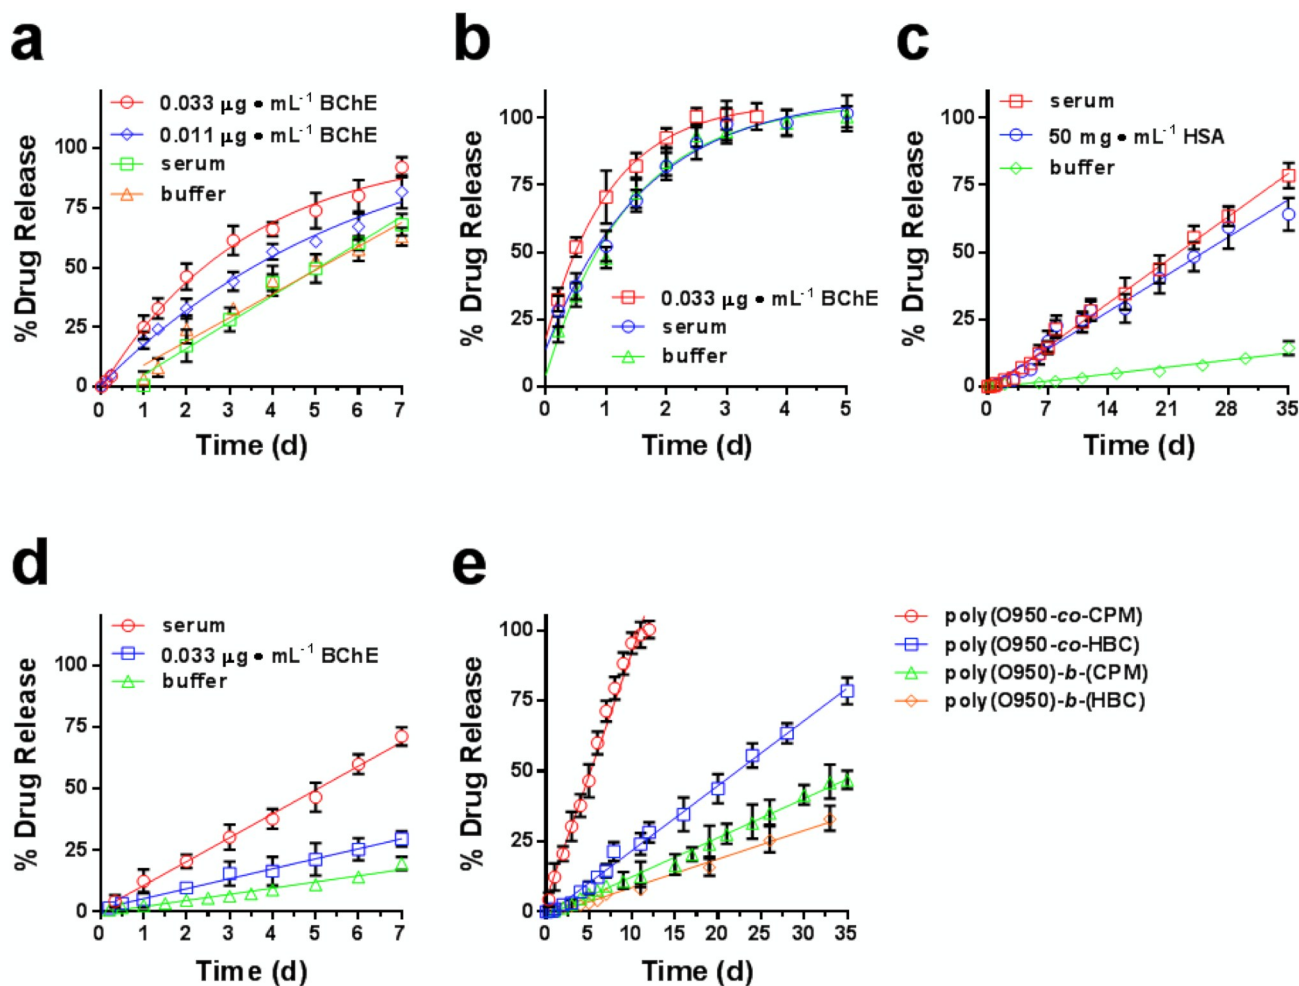 a
0.033 µg•mL⁻¹ BChE
0.011 µg•mL⁻¹ BChE
serum
buffer
% Drug Release
100
75
50
25
0
0 1 2 3 4 5 6 7
Time (d)
b
% Drug Release
100
75
50
25
0
0.033 µg•mL⁻¹ BChE
serum
buffer
0 1 2 3 4 5
Time (d)
c
serum
50 mg•mL⁻¹ HSA
buffer
% Drug Release
100
75
50
25
0
0 7 14 21 28 35
Time (d)
d
serum
0.033 µg•mL⁻¹ BChE
buffer
% Drug Release
100
75
50
25
0
0 1 2 3 4 5 6 7
Time (d)
e
% Drug Release
100
75
50
25
0
0 5 10 15 20 25 30 35
Time (d)
poly(O950-co-CPM)
poly(O950-co-HBC)
poly(O950)-b-(CPM)
poly(O950)-b-(HBC)